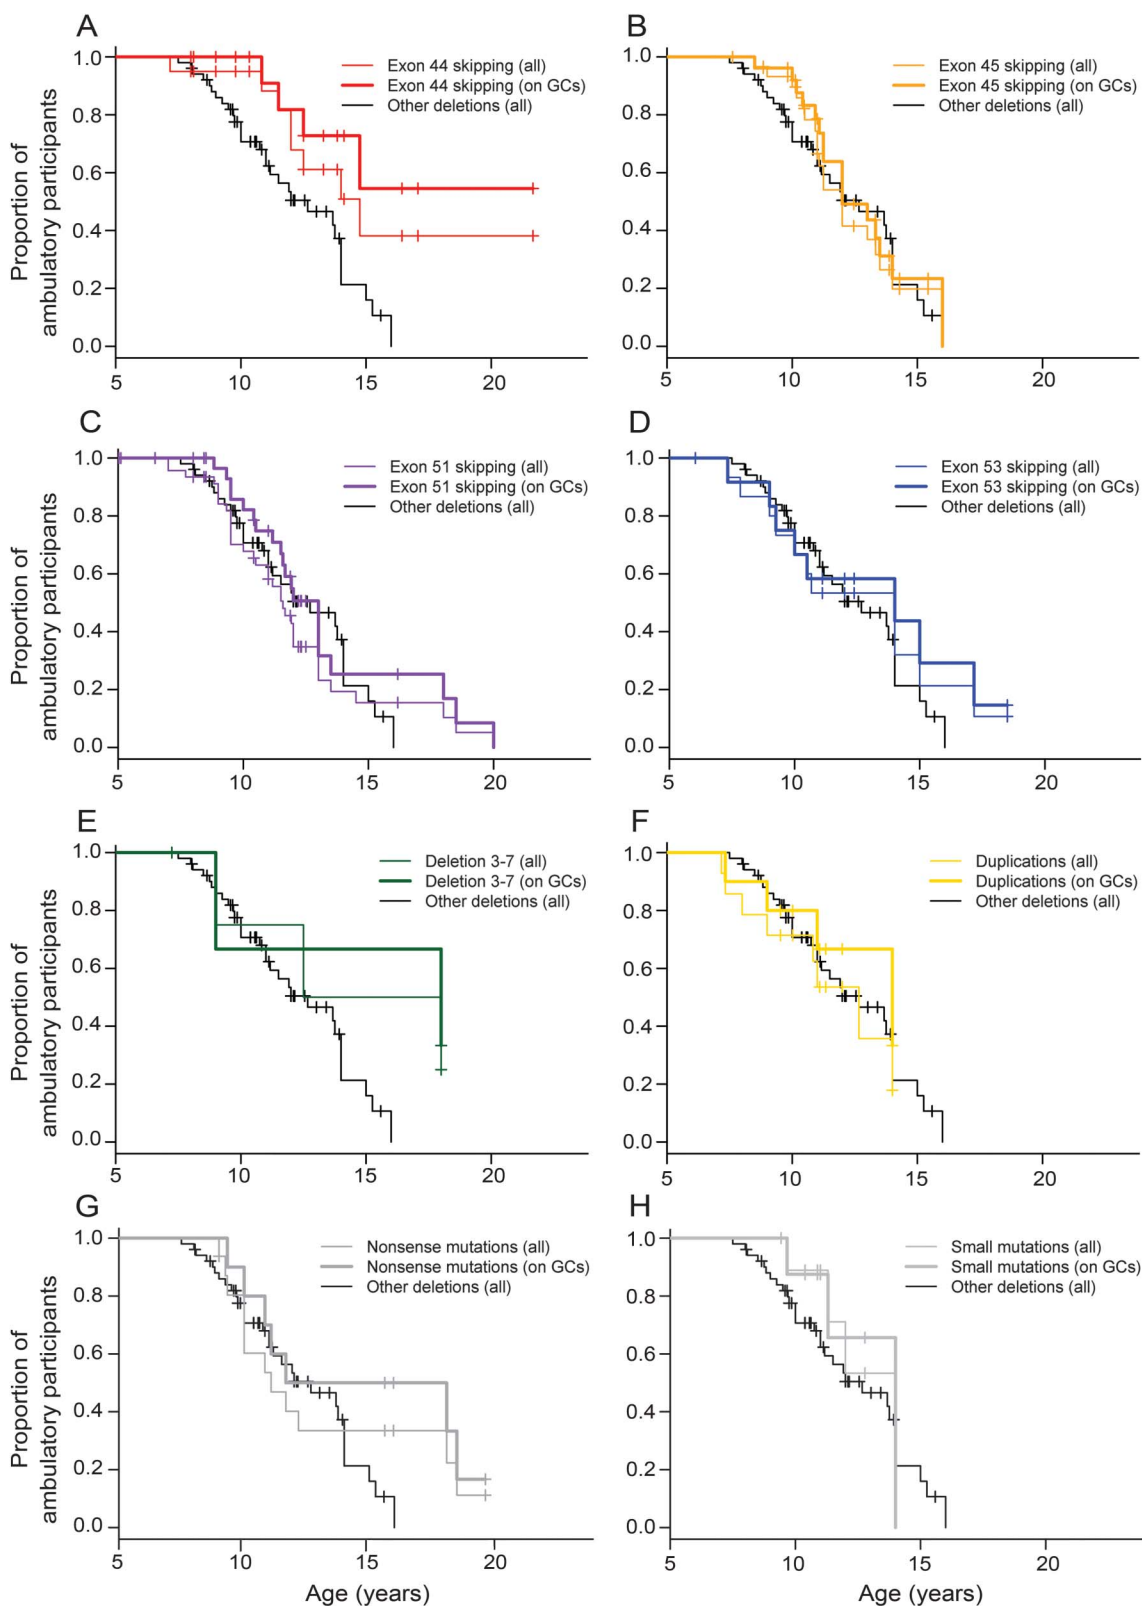 A
1.0
0.8
0.6
0.4
0.2
0.0
Proportion of
ambulatory participants
Exon 44 skipping (all)
Exon 44 skipping (on GCs)
Other deletions (all)
5 10 15 20
B
1.0
0.8
0.6
0.4
0.2
0.0
Exon 45 skipping (all)
Exon 45 skipping (on GCs)
Other deletions (all)
5 10 15 20
C
1.0
0.8
0.6
0.4
0.2
0.0
Proportion of
ambulatory participants
Exon 51 skipping (all)
Exon 51 skipping (on GCs)
Other deletions (all)
5 10 15 20
D
1.0
0.8
0.6
0.4
0.2
0.0
Exon 53 skipping (all)
Exon 53 skipping (on GCs)
Other deletions (all)
5 10 15 20
E
1.0
0.8
0.6
0.4
0.2
0.0
Proportion of
ambulatory participants
Deletion 3-7 (all)
Deletion 3-7 (on GCs)
Other deletions (all)
5 10 15 20
F
1.0
0.8
0.6
0.4
0.2
0.0
Duplications (all)
Duplications (on GCs)
Other deletions (all)
5 10 15 20
G
1.0
0.8
0.6
0.4
0.2
0.0
Proportion of
ambulatory participants
Nonsense mutations (all)
Nonsense mutations (on GCs)
Other deletions (all)
5 10 15 20
Age (years)
H
1.0
0.8
0.6
0.4
0.2
0.0
Small mutations (all)
Small mutations (on GCs)
Other deletions (all)
5 10 15 20
Age (years)